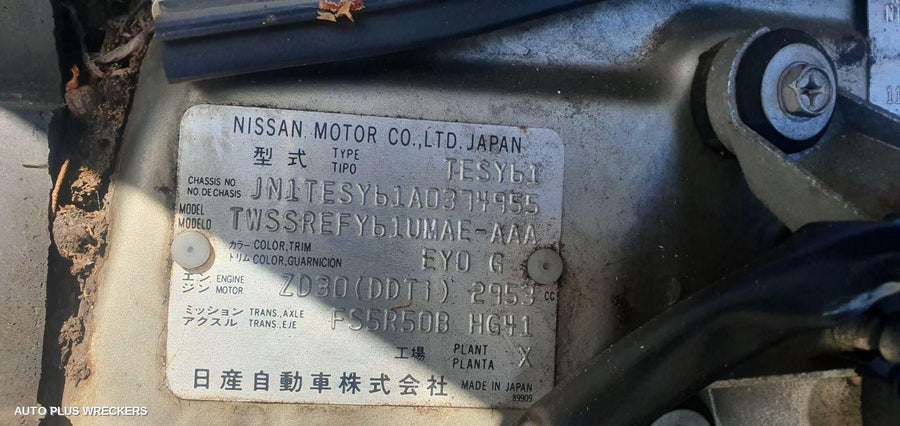 NISSAN MOTOR CO.,LTD. JAPAN
型式 TYPE TIPO TESY61
CHASSIS NO NO.DE CHASIS JN1TESY61A0374955
MODEL MODELO TWSSREFY61UMAE-AAA
カラー COLOR,TRIM
トリム COLOR,GUARNICION EY0 G
エンジン ENGINE MOTOR ZD30(DDTi) 2953 CC
ミッション TRANS.,AXLE
アクスル TRANS.,EJE FS5R50B HG41
工場 PLANT PLANTA X
日産自動車株式会社 MADE IN JAPAN
89909
AUTO PLUS WRECKERS